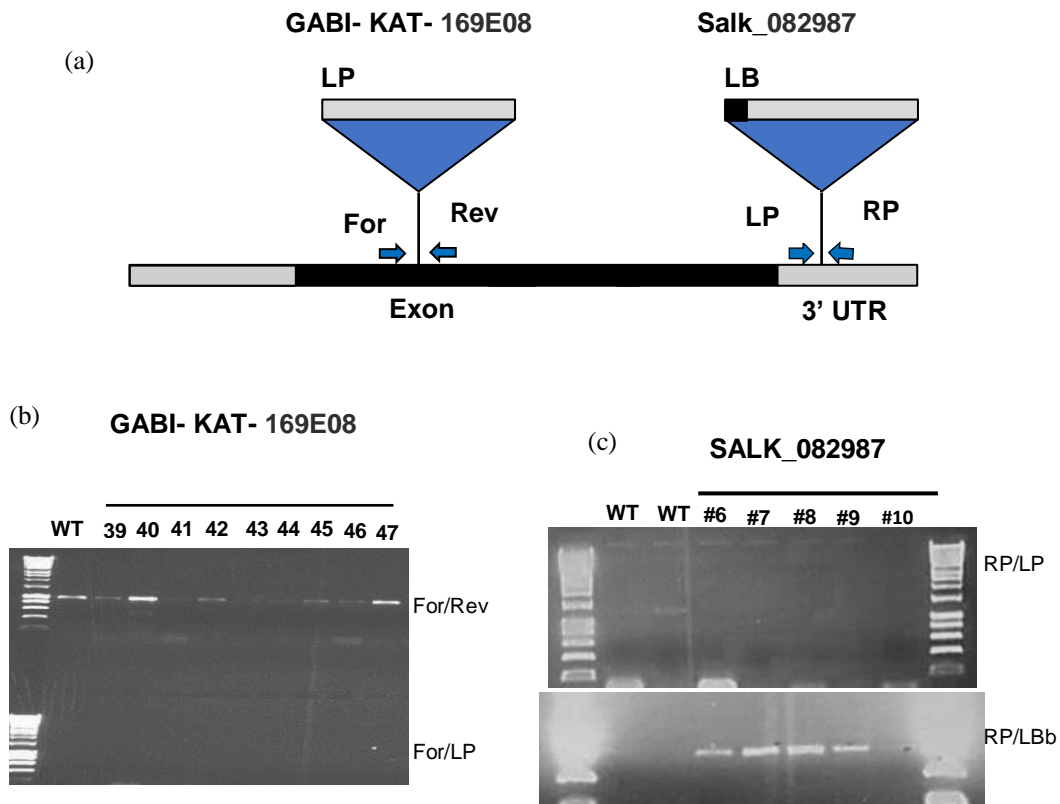 GABI- KAT- 169E08
Salk_082987
(a)
LP
LB
For
Rev
LP
RP
Exon
3’ UTR
(b)
GABI- KAT- 169E08
WT 39 40 41 42 43 44 45 46 47
For/Rev
For/LP
(c)
SALK_082987
WT WT #6 #7 #8 #9 #10
RP/LP
RP/LBb